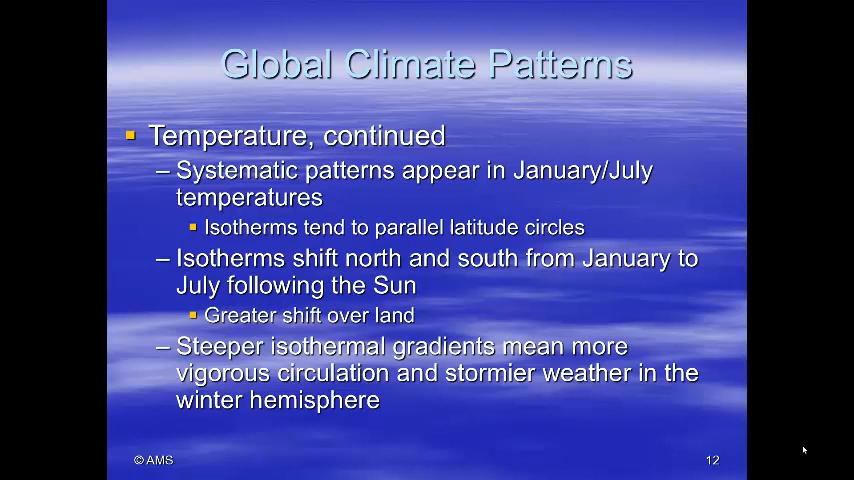 Global Climate Patterns
Temperature, continued
– Systematic patterns appear in January/July
temperatures
Isotherms tend to parallel latitude circles
– Isotherms shift north and south from January to
July following the Sun
Greater shift over land
– Steeper isothermal gradients mean more
vigorous circulation and stormier weather in the
winter hemisphere
© AMS
12